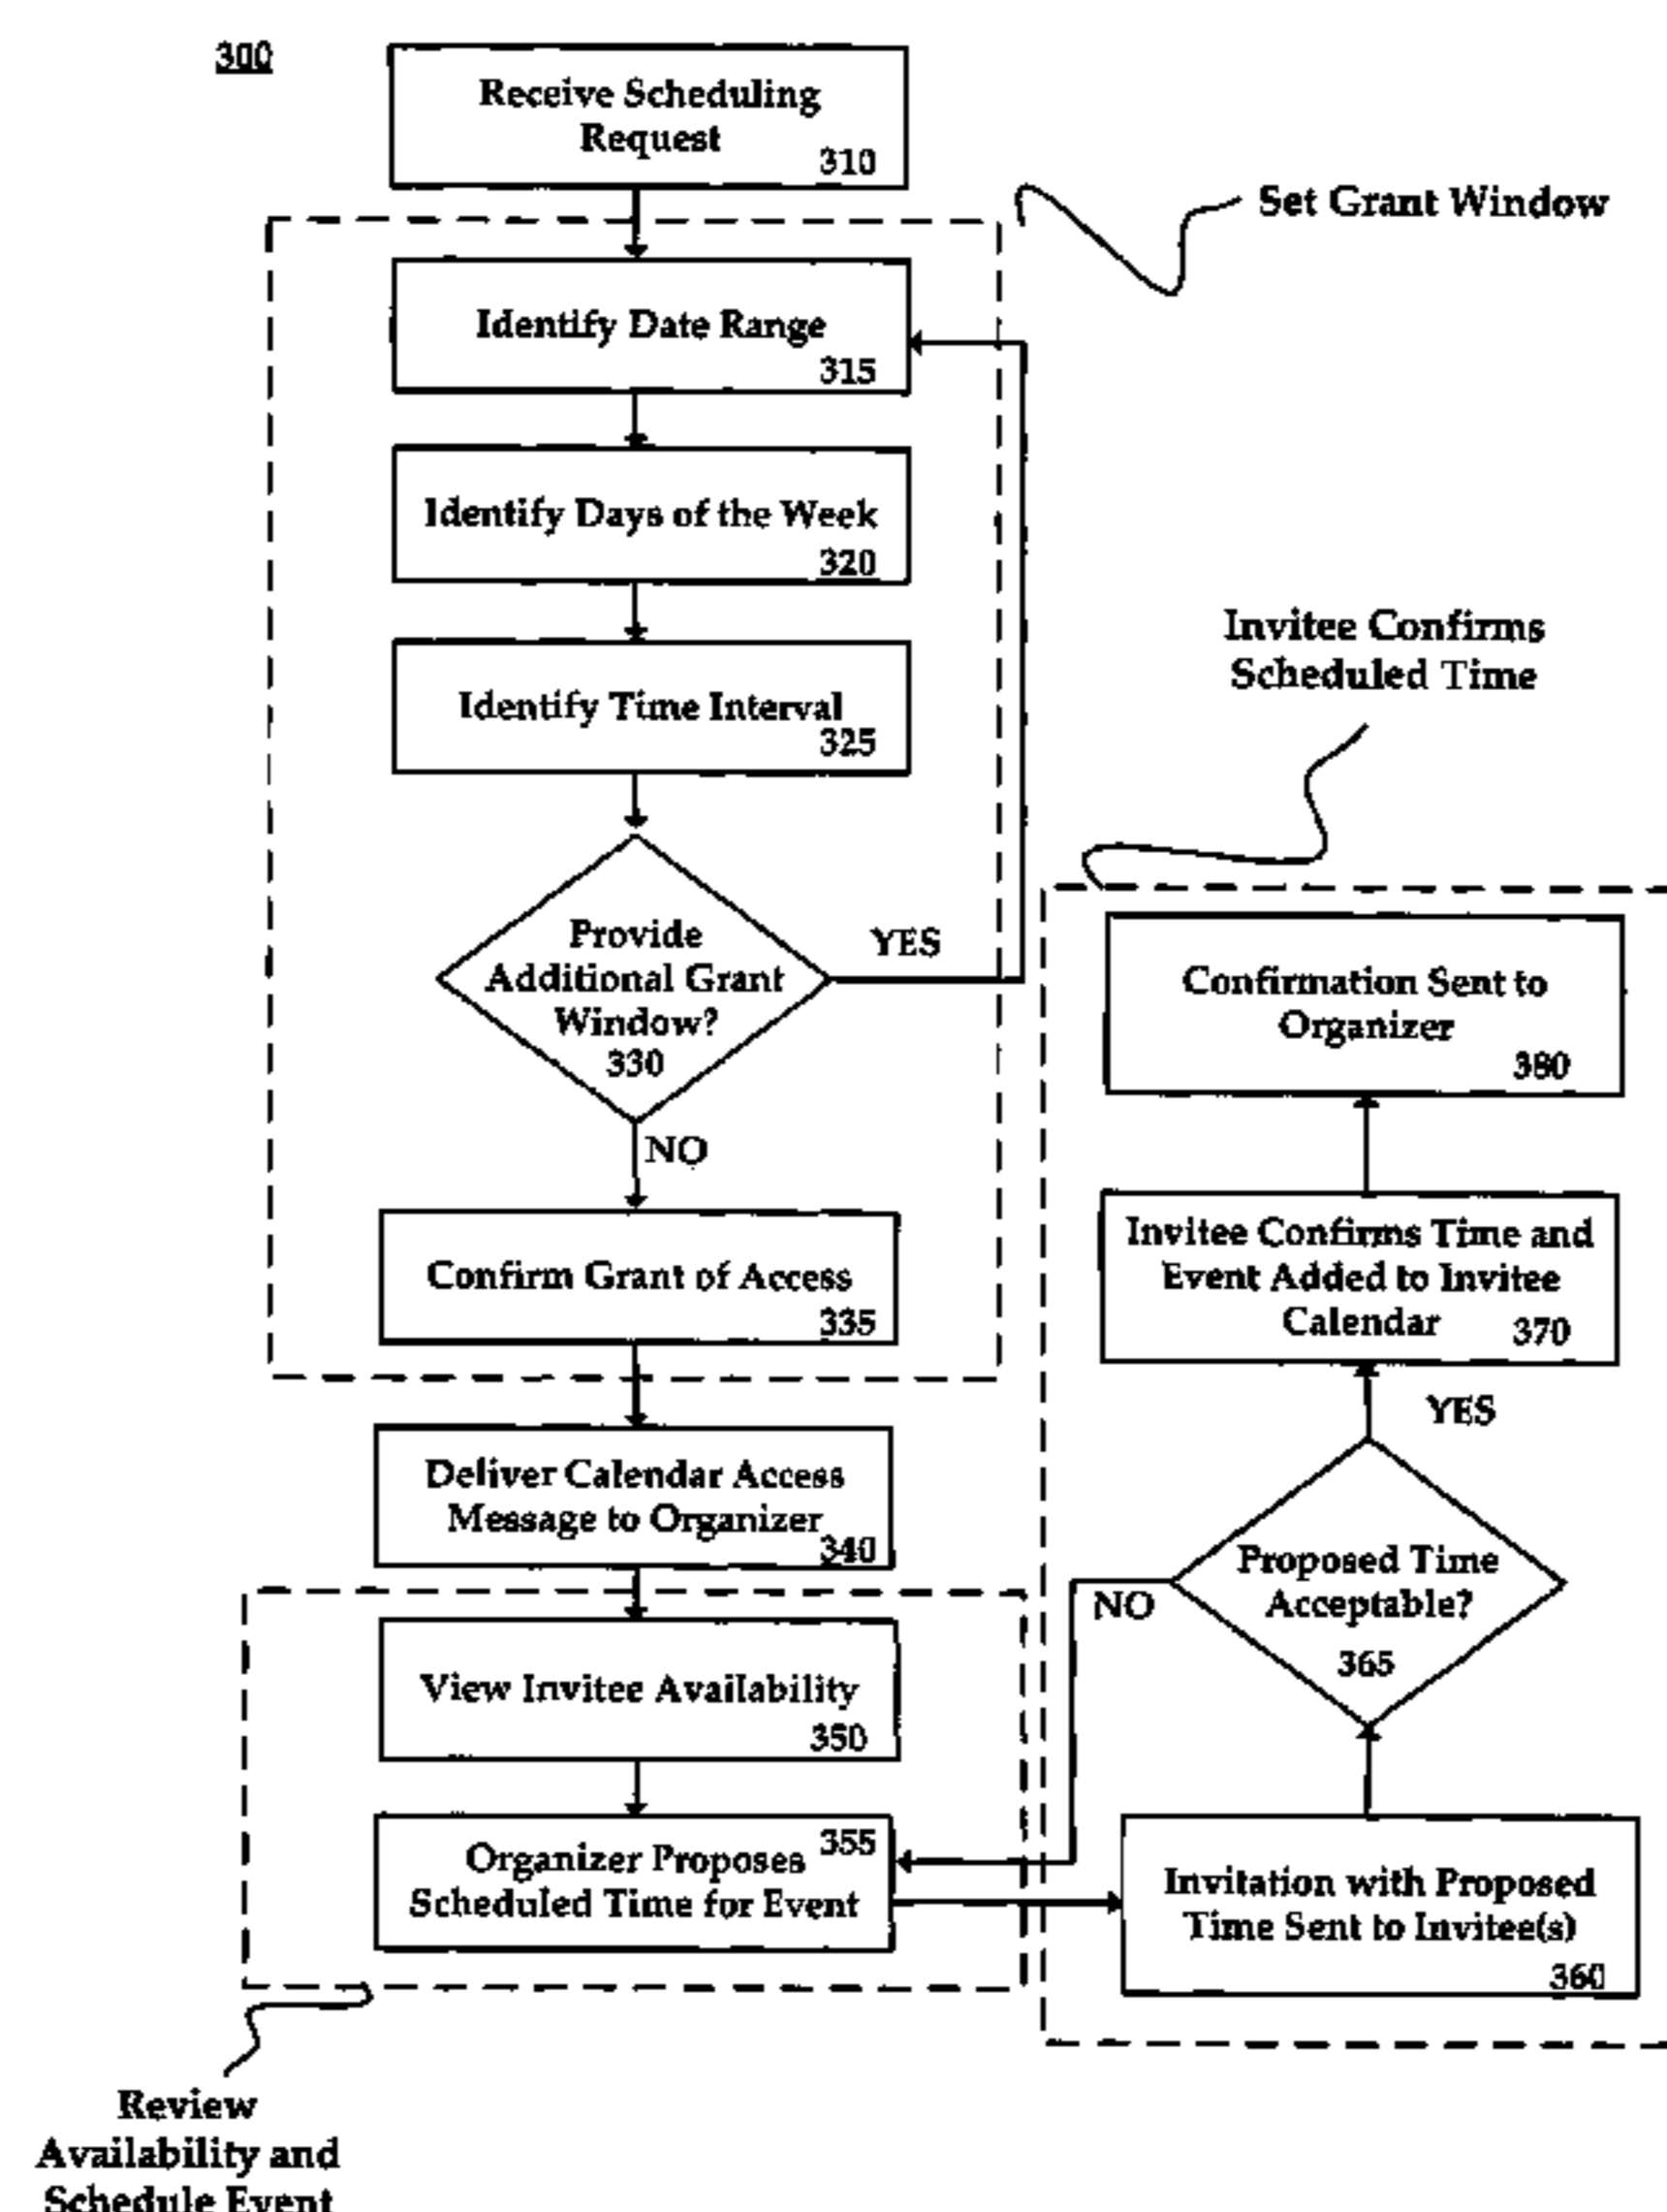 300
Receive Scheduling
Request
310
Set Grant Window
Identify Date Range
315
Identify Days of the Week
320
Identify Time Interval
325
Provide
Additional Grant
Window?
330
YES
NO
Confirm Grant of Access
335
Deliver Calendar Access
Message to Organizer
340
View Invitee Availability
350
Organizer Proposes
355
Scheduled Time for Event
Review
Availability and
Schedule Event
Invitee Confirms
Scheduled Time
Confirmation Sent to
Organizer
380
Invitee Confirms Time and
Event Added to Invitee
Calendar
370
YES
Proposed Time
Acceptable?
365
NO
Invitation with Proposed
Time Sent to Invitee(s)
360